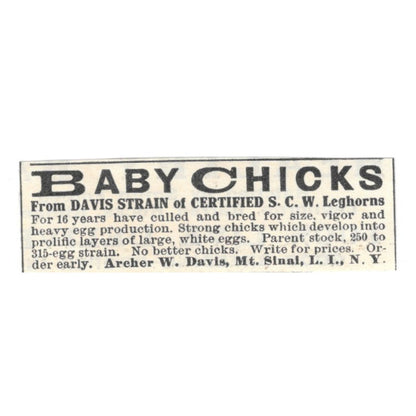 BABY CHICKS
From DAVIS STRAIN of CERTIFIED S. C. W. Leghorns
For 16 years have culled and bred for size, vigor and
heavy egg production. Strong chicks which develop into
prolific layers of large, white eggs. Parent stock, 250 to
315-egg strain. No better chicks. Write for prices. Or-
der early. Archer W. Davis, Mt. Sinai, L. I., N. Y.